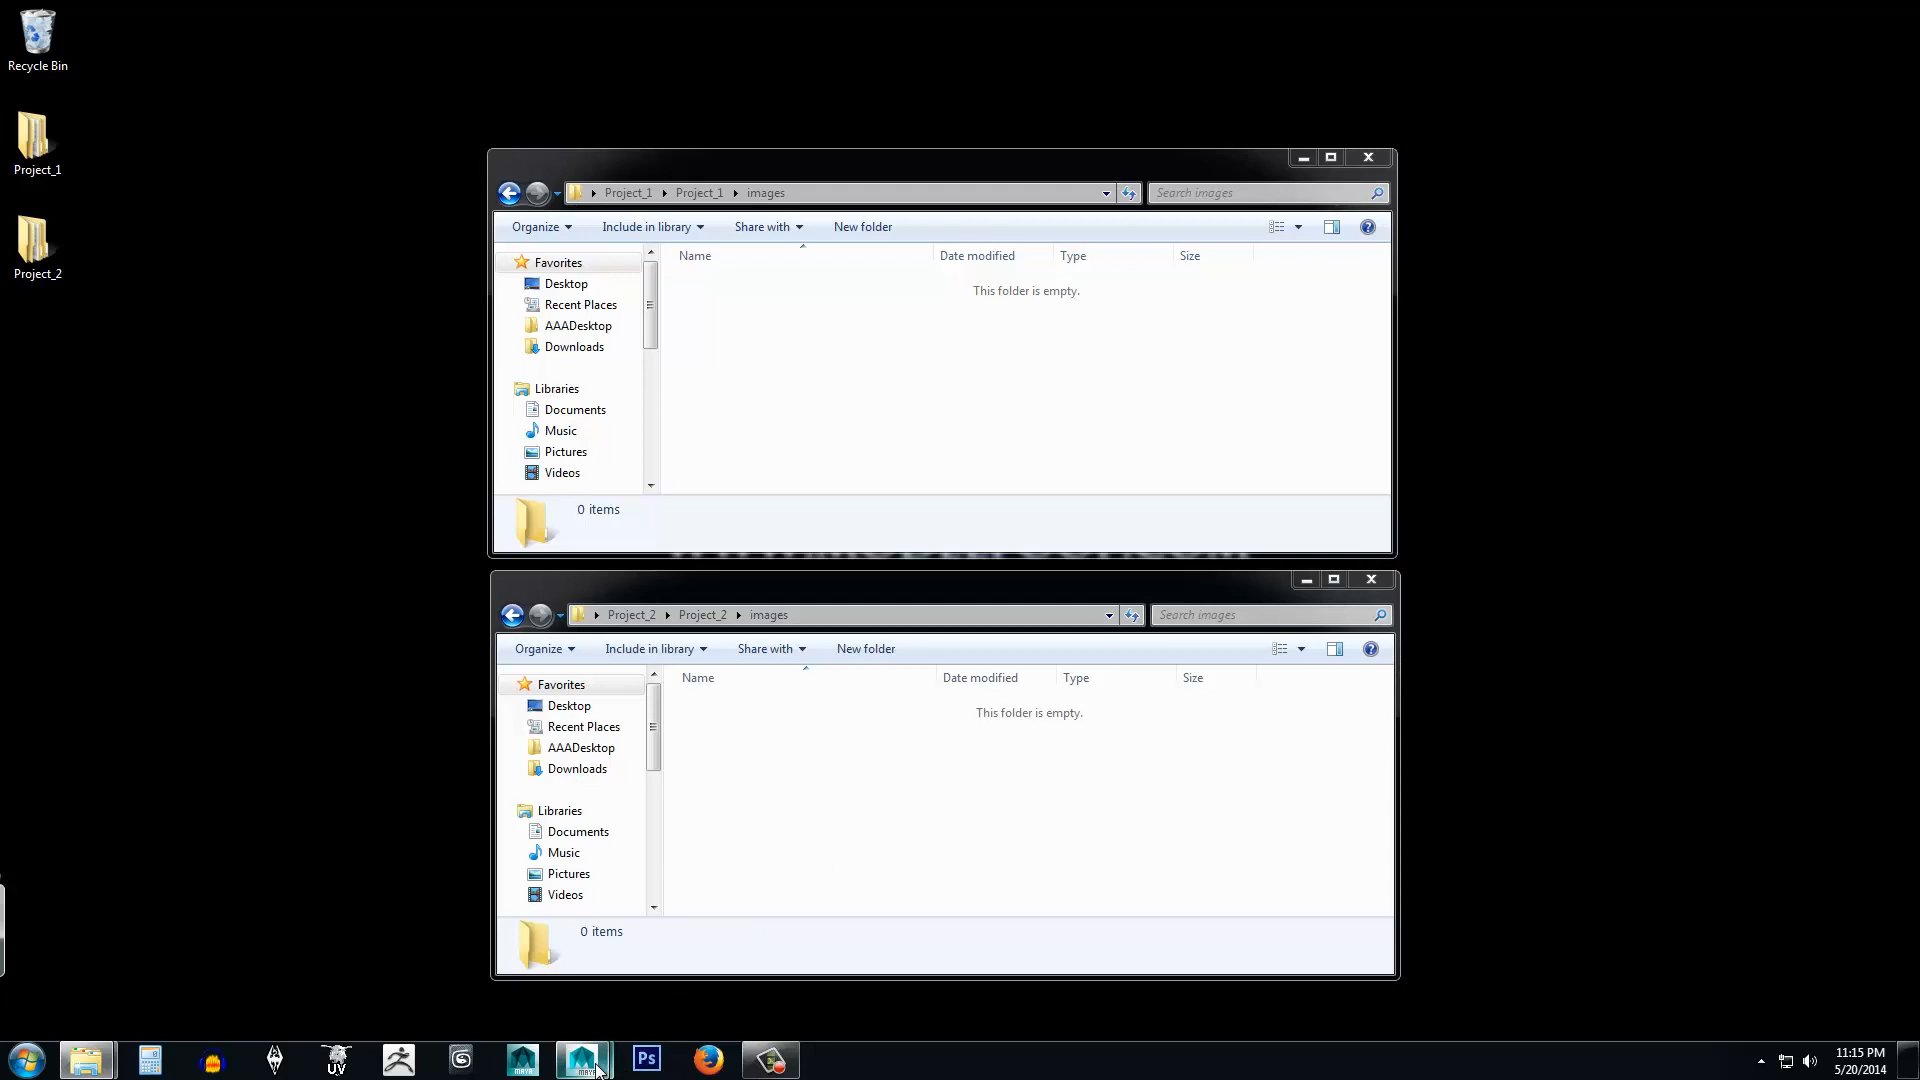 Recycle Bin
Project_1
Project_2
Project_1 Project_1 images
Search images
Organize Include in library Share with New folder
Name Date modified Type Size
This folder is empty.
Favorites
Desktop
Recent Places
AAADesktop
Downloads
Libraries
Documents
Music
Pictures
Videos
0 items
Project_2 Project_2 images
Search images
Organize Include in library Share with New folder
Name Date modified Type Size
This folder is empty.
Favorites
Desktop
Recent Places
AAADesktop
Downloads
Libraries
Documents
Music
Pictures
Videos
0 items
UV
MAYA
MAYA
Ps
11:15 PM
5/20/2014